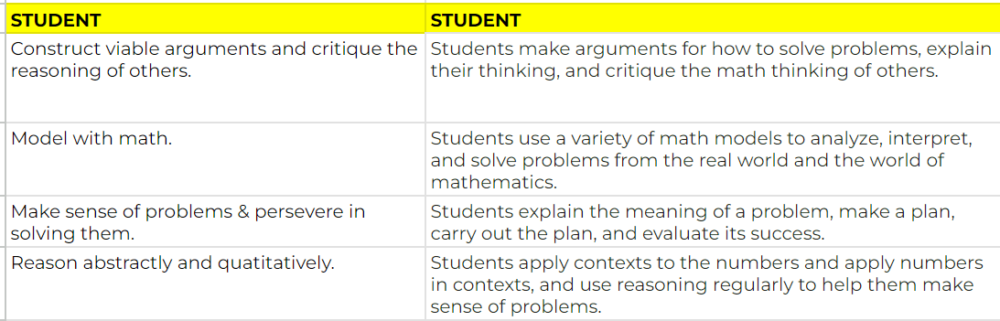 STUDENT
STUDENT
Construct viable arguments and critique the
reasoning of others.
Students make arguments for how to solve problems, explain
their thinking, and critique the math thinking of others.
Model with math.
Students use a variety of math models to analyze, interpret,
and solve problems from the real world and the world of
mathematics.
Make sense of problems & persevere in
solving them.
Students explain the meaning of a problem, make a plan,
carry out the plan, and evaluate its success.
Reason abstractly and quatitatively.
Students apply contexts to the numbers and apply numbers
in contexts, and use reasoning regularly to help them make
sense of problems.